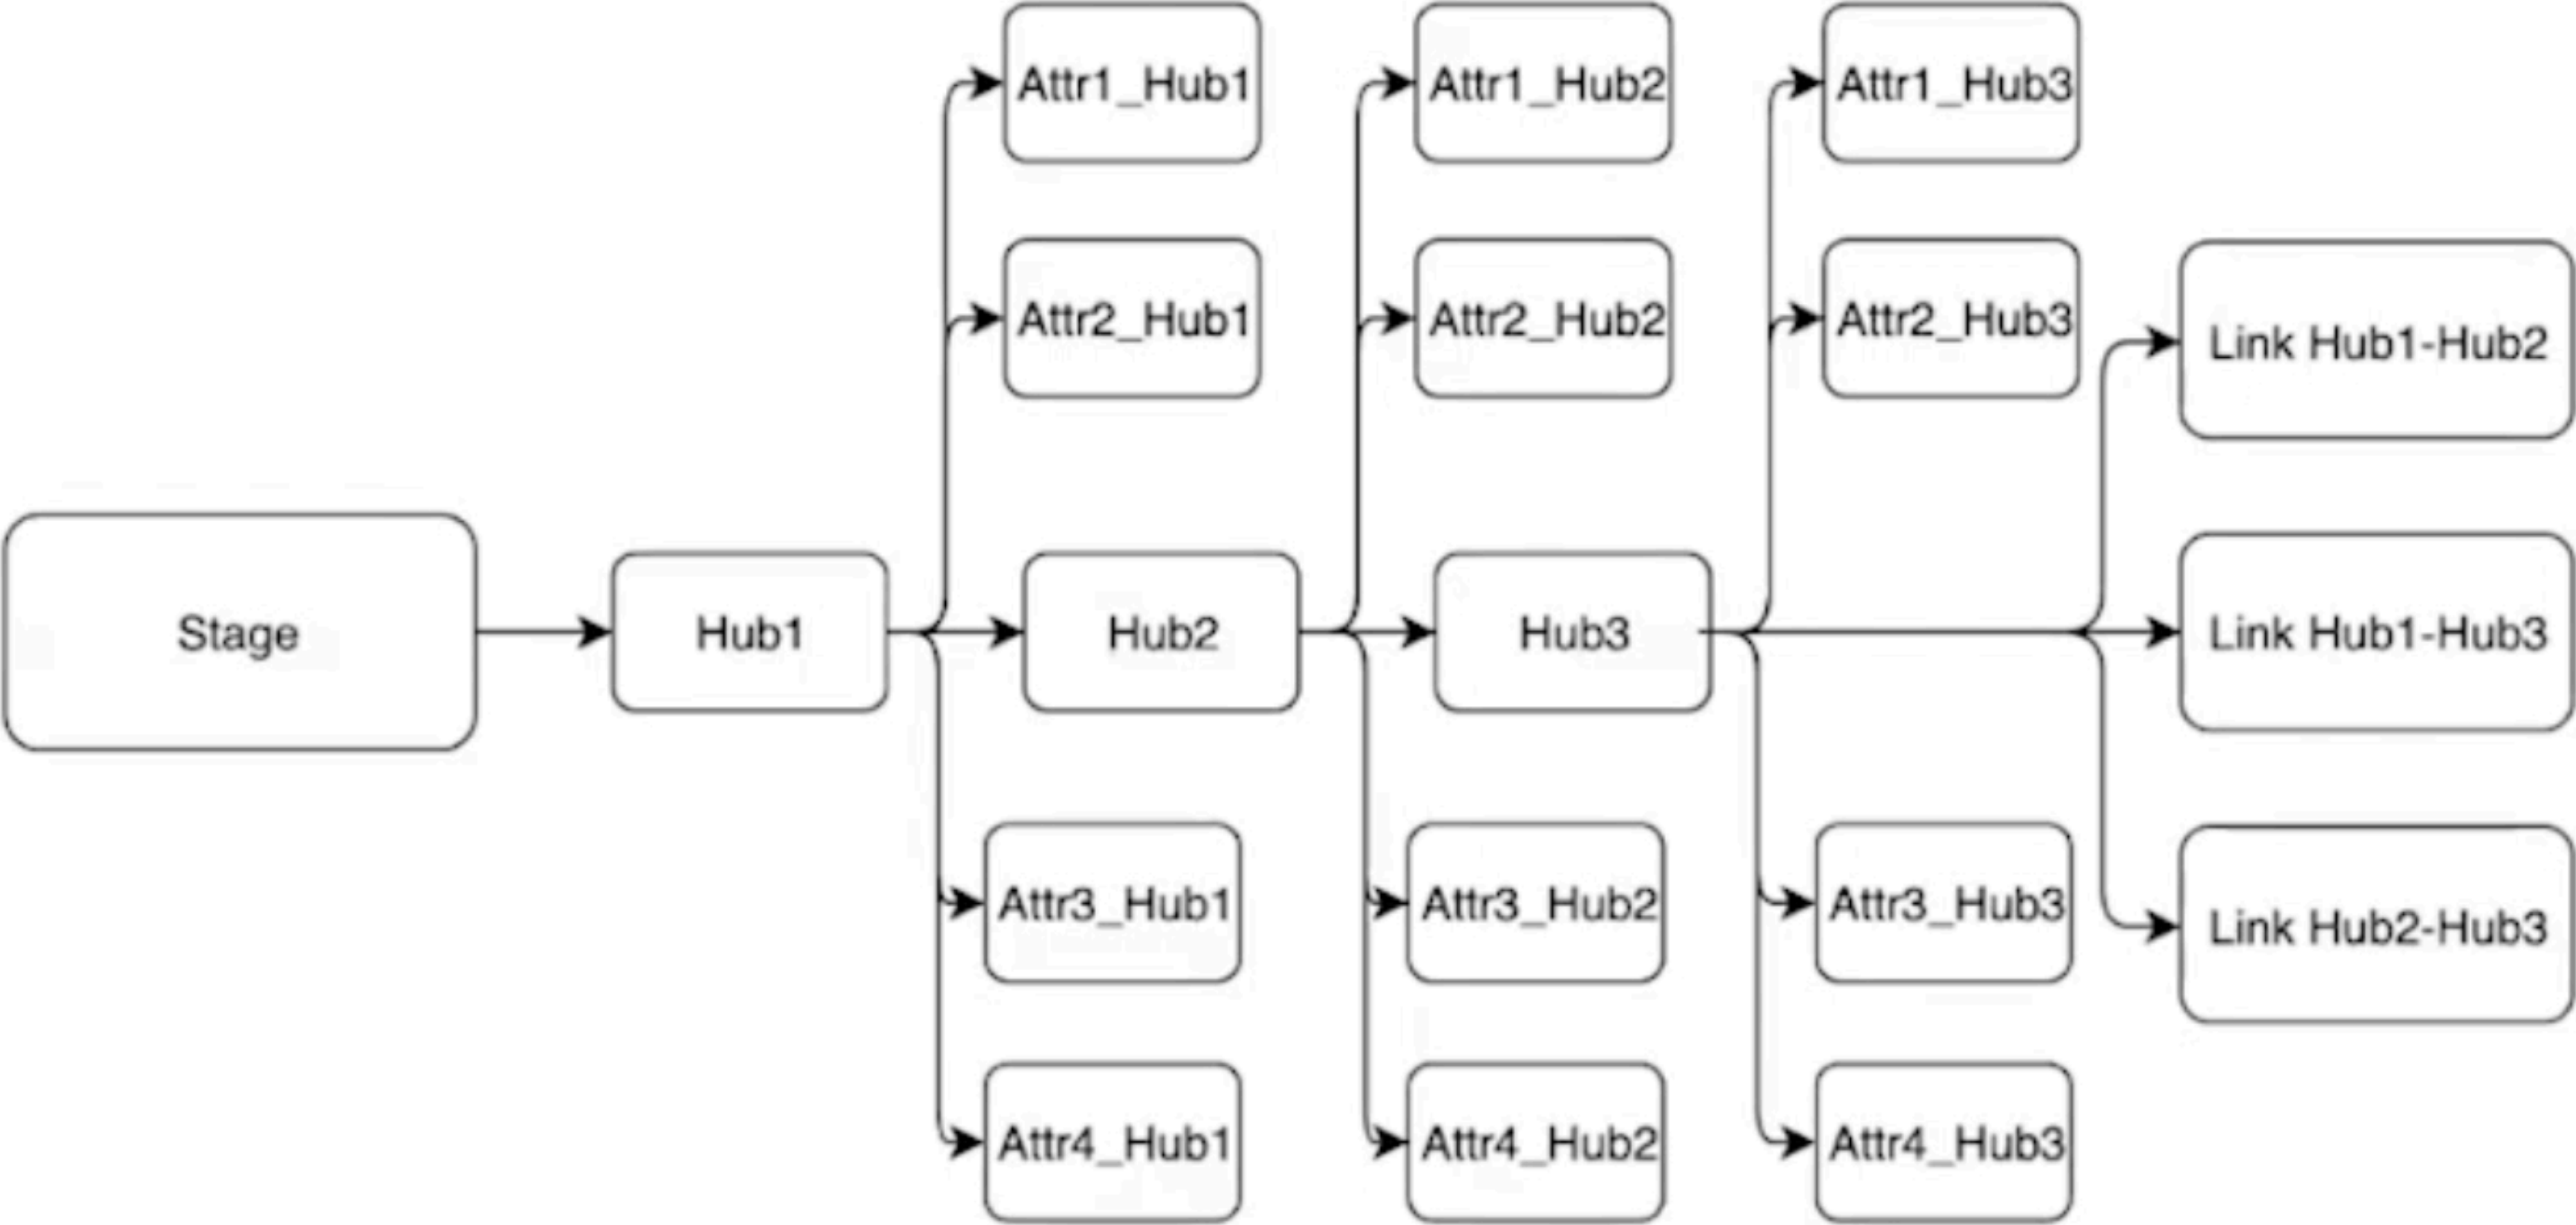 Attr1_Hub1
Attr1_Hub2
Attr1_Hub3
Attr2_Hub1
Attr2_Hub2
Attr2_Hub3
Link Hub1-Hub2
Stage
Hub1
Hub2
Hub3
Link Hub1-Hub3
Attr3_Hub1
Attr3_Hub2
Attr3_Hub3
Link Hub2-Hub3
Attr4_Hub1
Attr4_Hub2
Attr4_Hub3